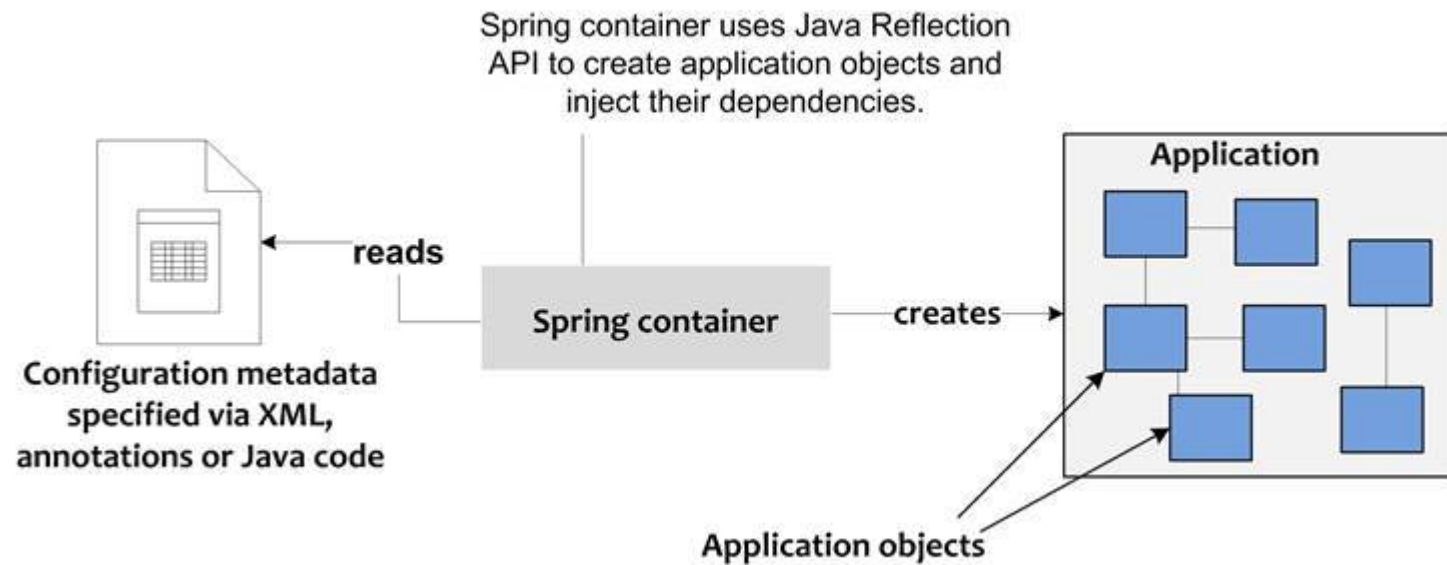 Spring container uses Java Reflection
API to create application objects and
inject their dependencies.
Application
reads
Spring container
creates
Configuration metadata
specified via XML,
annotations or Java code
Application objects